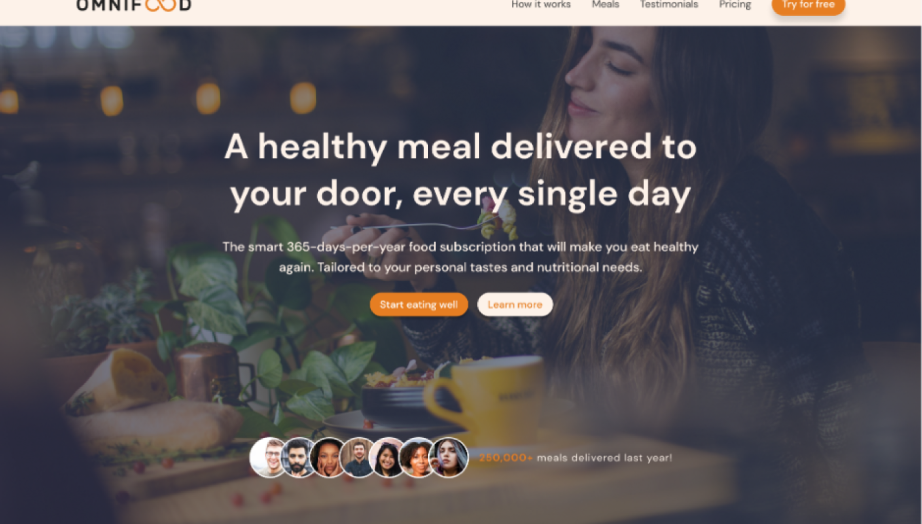 OMNIFOOD
How it works
Meals
Testimonials
Pricing
Try for free
A healthy meal delivered to
your door, every single day
The smart 365-days-per-year food subscription that will make you eat healthy
again. Tailored to your personal tastes and nutritional needs.
Start eating well
Learn more
250,000+ meals delivered last year!